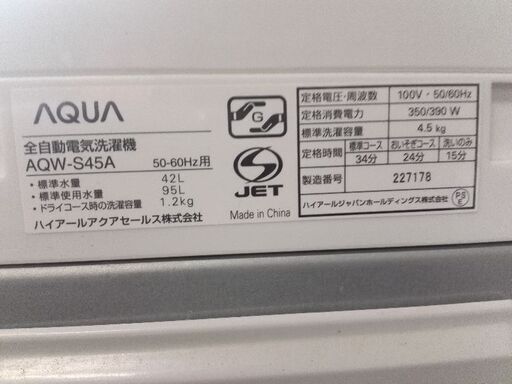 AQUA
全自動電気洗濯機
AQW-S45A 50-60Hz用
・標準水量 42L
・標準使用水量 95L
・ドライコース時の洗濯容量 1.2kg
ハイアールアクアセールス株式会社
G
S
JET
Made in China
定格電圧・周波数 100V・50/60Hz
定格消費電力 350/390 W
標準洗濯容量 4.5 kg
定格時間 標準コース おいそぎコース 洗いのみ
34分 24分 15分
製造番号 227178
ハイアールジャパンホールディングス株式会社
PS
E